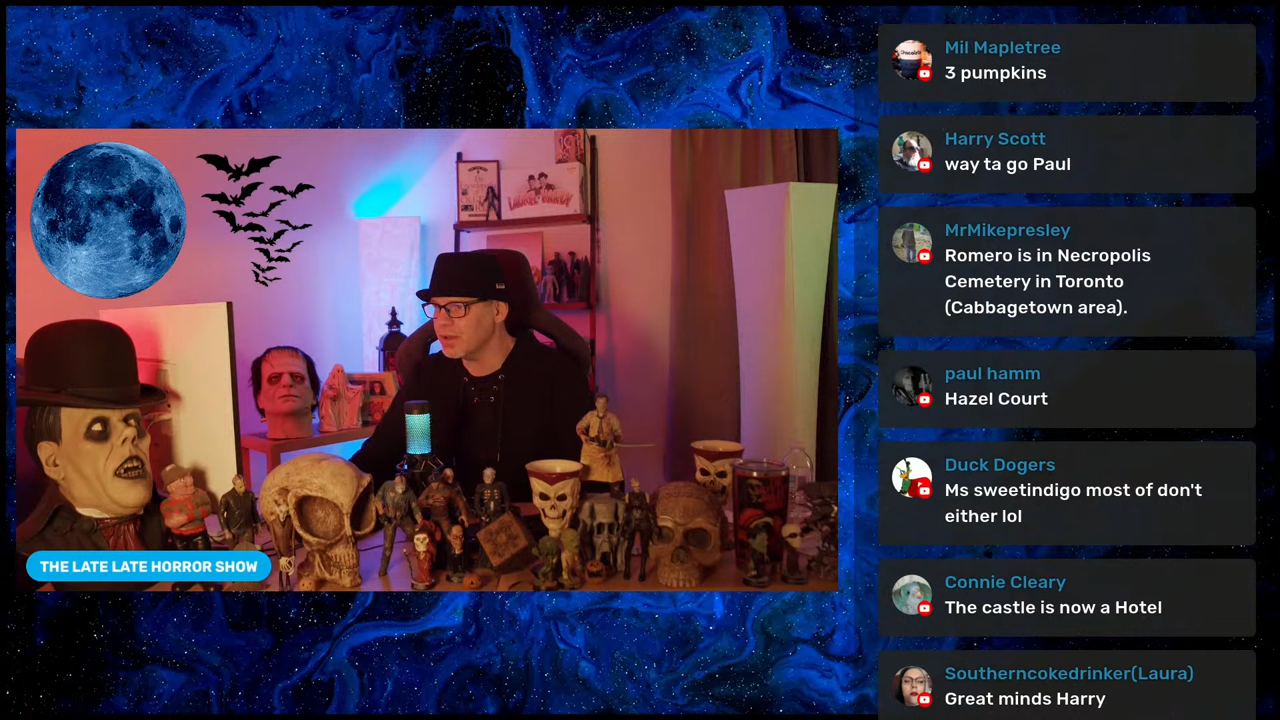 THE LATE LATE HORROR SHOW
Mil Mapletree
3 pumpkins
Harry Scott
way ta go Paul
MrMikepresley
Romero is in Necropolis
Cemetery in Toronto
(Cabbagetown area).
paul hamm
Hazel Court
Duck Dogers
Ms sweetindigo most of don't
either lol
Connie Cleary
The castle is now a Hotel
Southerncokedrinker(Laura)
Great minds Harry